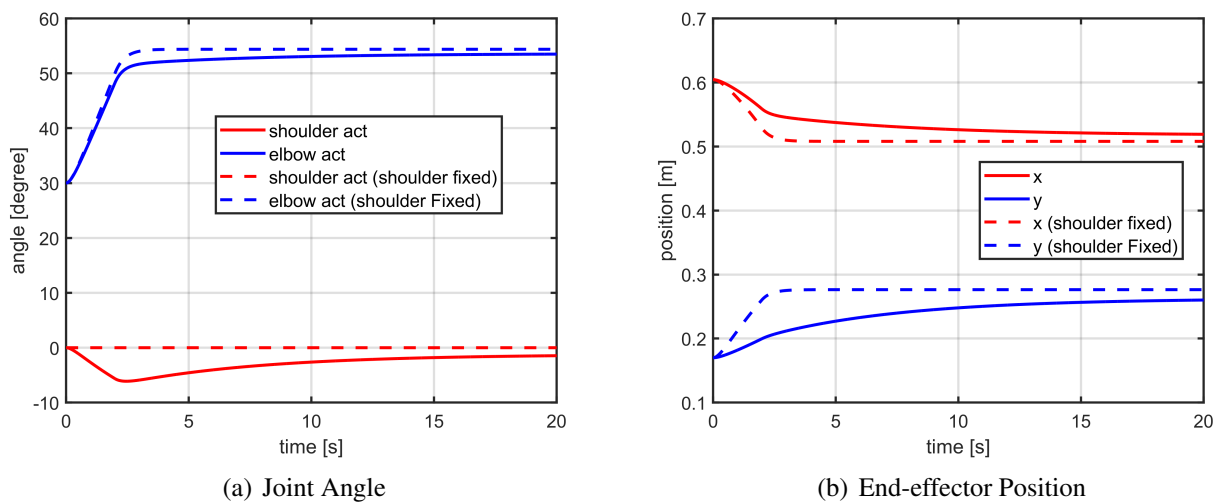 60
50
40
30
20
10
0
-10
0
5
10
15
20
angle [degree]
time [s]
shoulder act
elbow act
shoulder act (shoulder fixed)
elbow act (shoulder Fixed)
(a) Joint Angle
0.7
0.6
0.5
0.4
0.3
0.2
0.1
0
5
10
15
20
position [m]
time [s]
x
y
x (shoulder fixed)
y (shoulder Fixed)
(b) End-effector Position